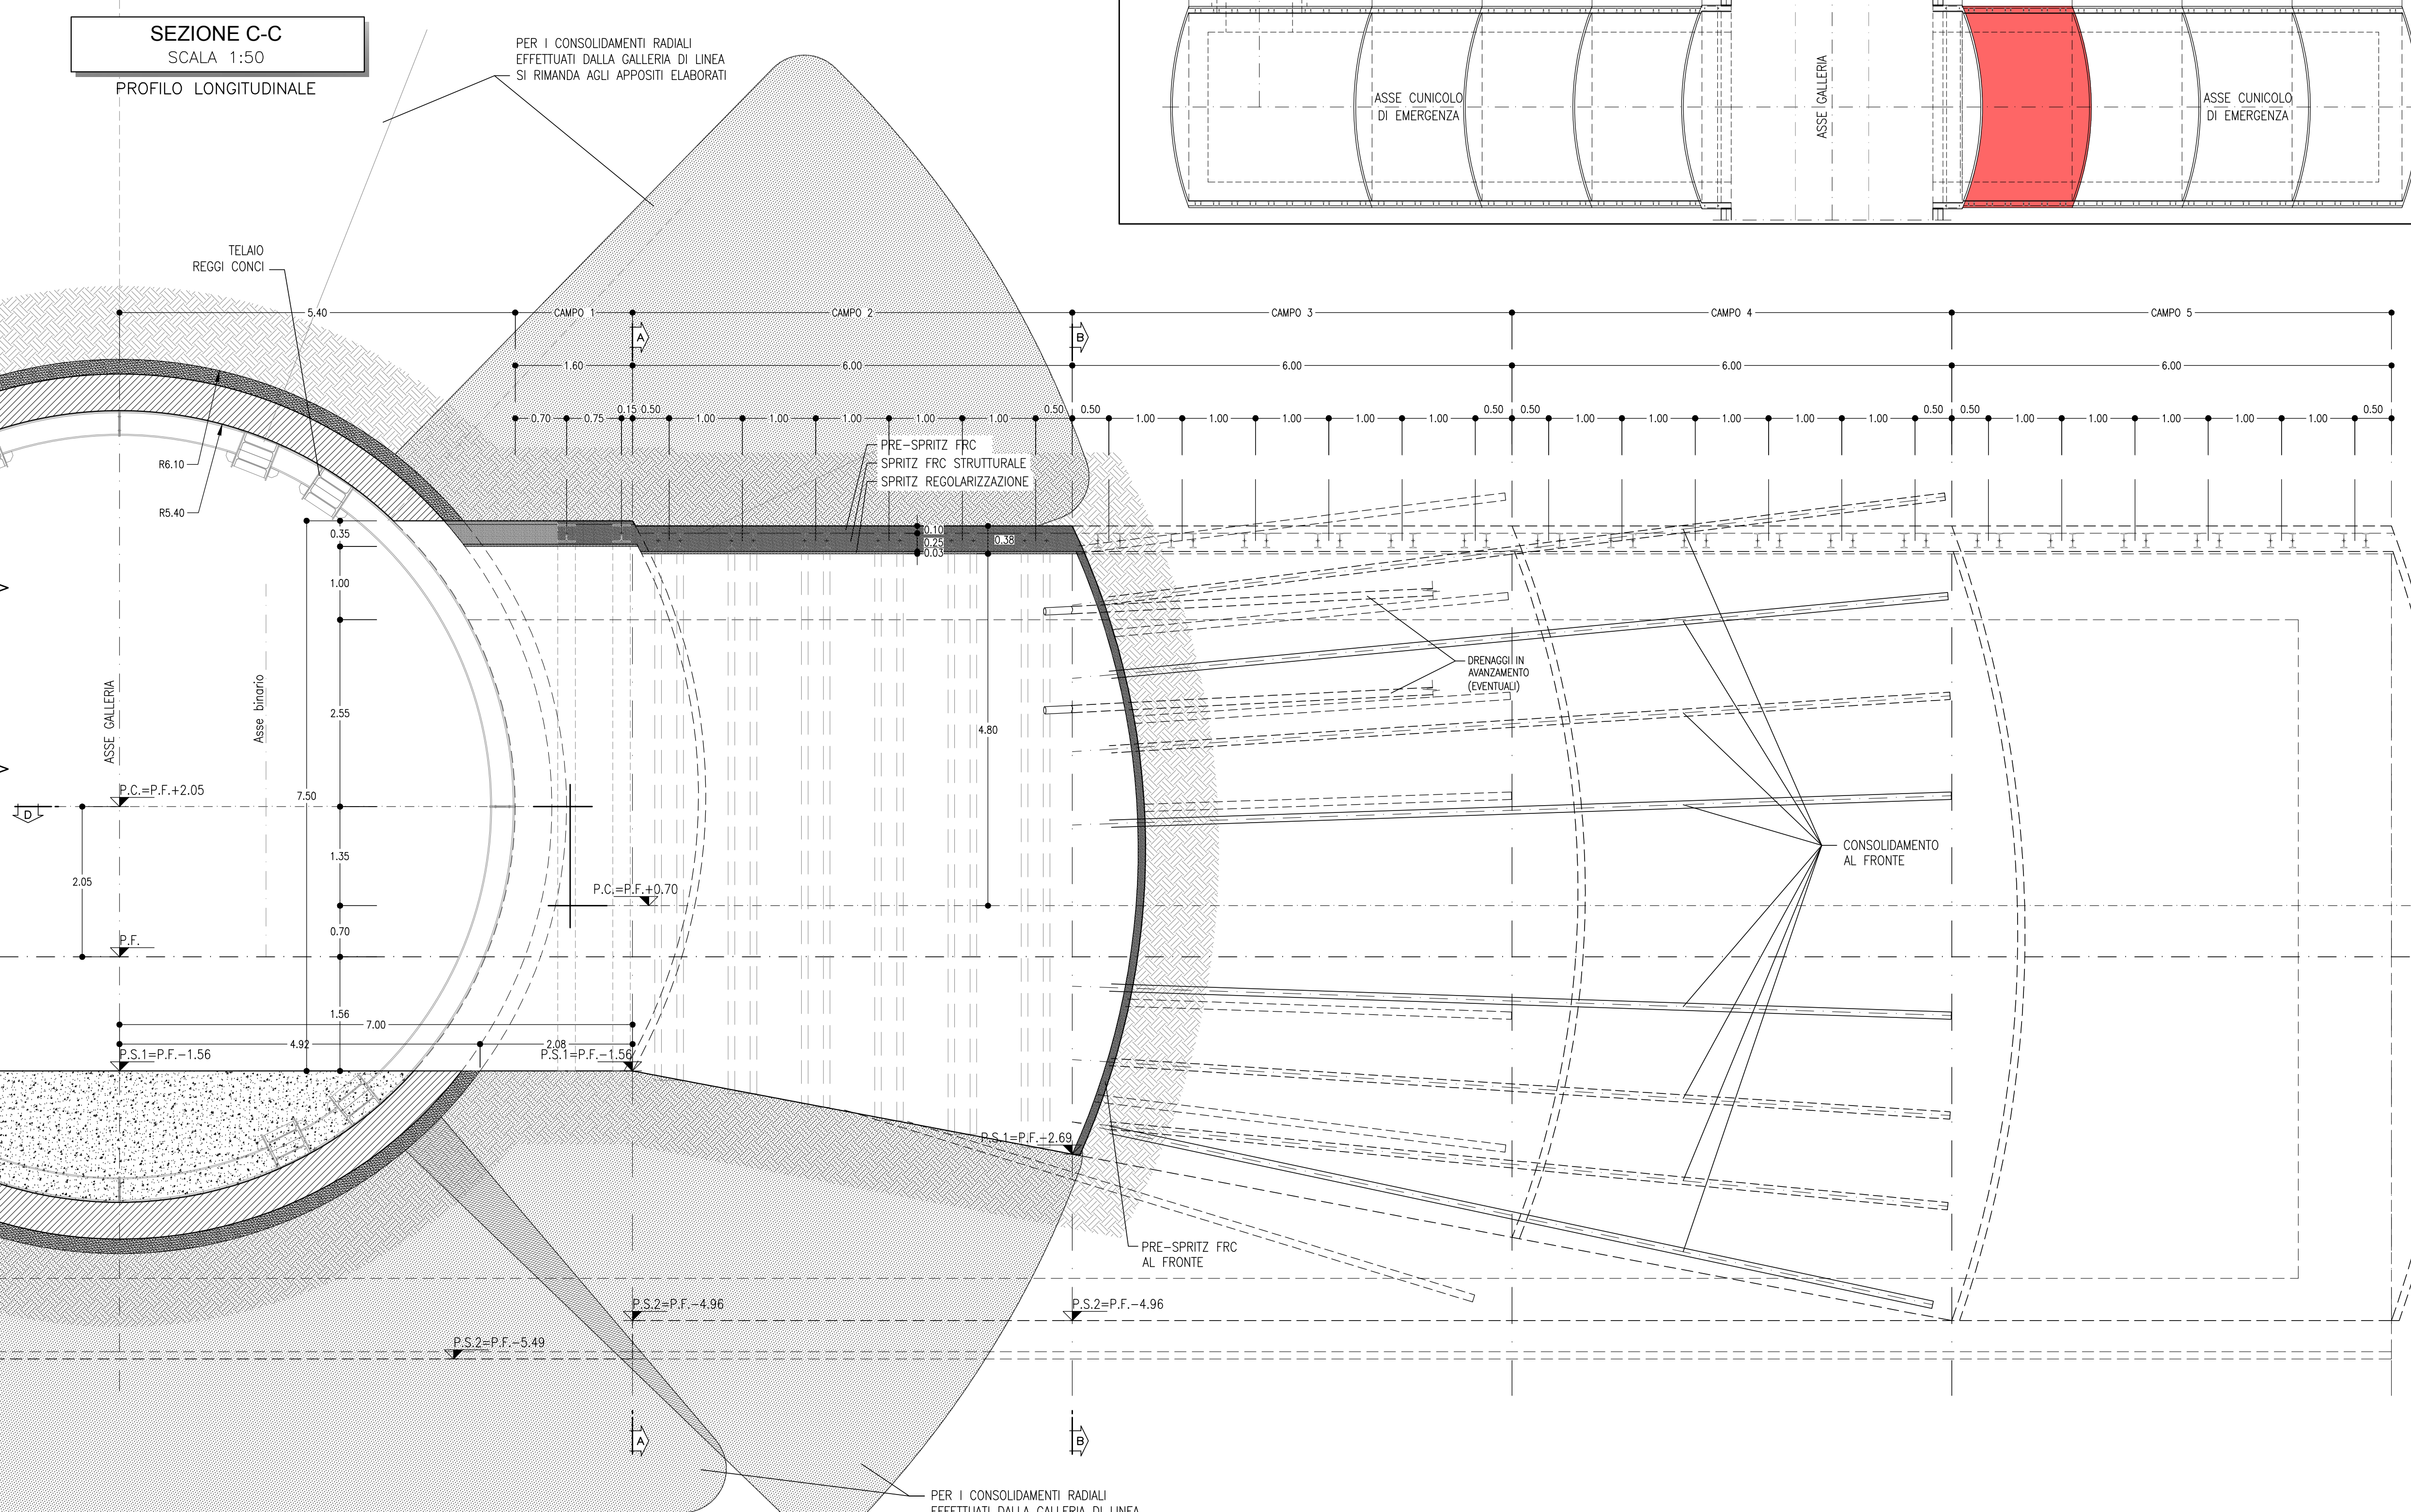 SEZIONE C-C
SCALA 1:50
PROFILO LONGITUDINALE
PER I CONSOLIDAMENTI RADIALI
EFFETTUATI DALLA GALLERIA DI LINEA
SI RIMANDA AGLI APPOSITI ELABORATI
ASSE CUNICOLO
DI EMERGENZA
ASSE GALLERIA
ASSE CUNICOLO
DI EMERGENZA
TELAIO
REGGI CONCI
5.40
CAMPO 1
CAMPO 2
CAMPO 3
CAMPO 4
CAMPO 5
A
B
1.60
6.00
6.00
6.00
6.00
0.70
0.75
0.15
0.50
1.00
1.00
1.00
1.00
1.00
0.50
0.50
1.00
1.00
1.00
1.00
1.00
0.50
0.50
1.00
1.00
1.00
1.00
1.00
0.50
0.50
1.00
1.00
1.00
1.00
1.00
0.50
PRE-SPRITZ FRC
SPRITZ FRC STRUTTURALE
SPRITZ REGOLARIZZAZIONE
R6.10
R5.40
0.35
0.10
0.25
0.03
0.38
1.00
DRENAGGI IN
AVANZAMENTO
(EVENTUALI)
ASSE GALLERIA
Asse binario
2.55
4.80
P.C.=P.F.+2.05
7.50
D
1.35
2.05
CONSOLIDAMENTO
AL FRONTE
P.C.=P.F.+0.70
0.70
P.F.
1.56
7.00
4.92
2.08
P.S.1=P.F.-1.56
P.S.1=P.F.-1.56
P.S.1=P.F.-2.69
PRE-SPRITZ FRC
AL FRONTE
P.S.2=P.F.-4.96
P.S.2=P.F.-4.96
P.S.2=P.F.-5.49
A
B
PER I CONSOLIDAMENTI RADIALI
EFFETTUATI DALLA GALLERIA DI LINEA